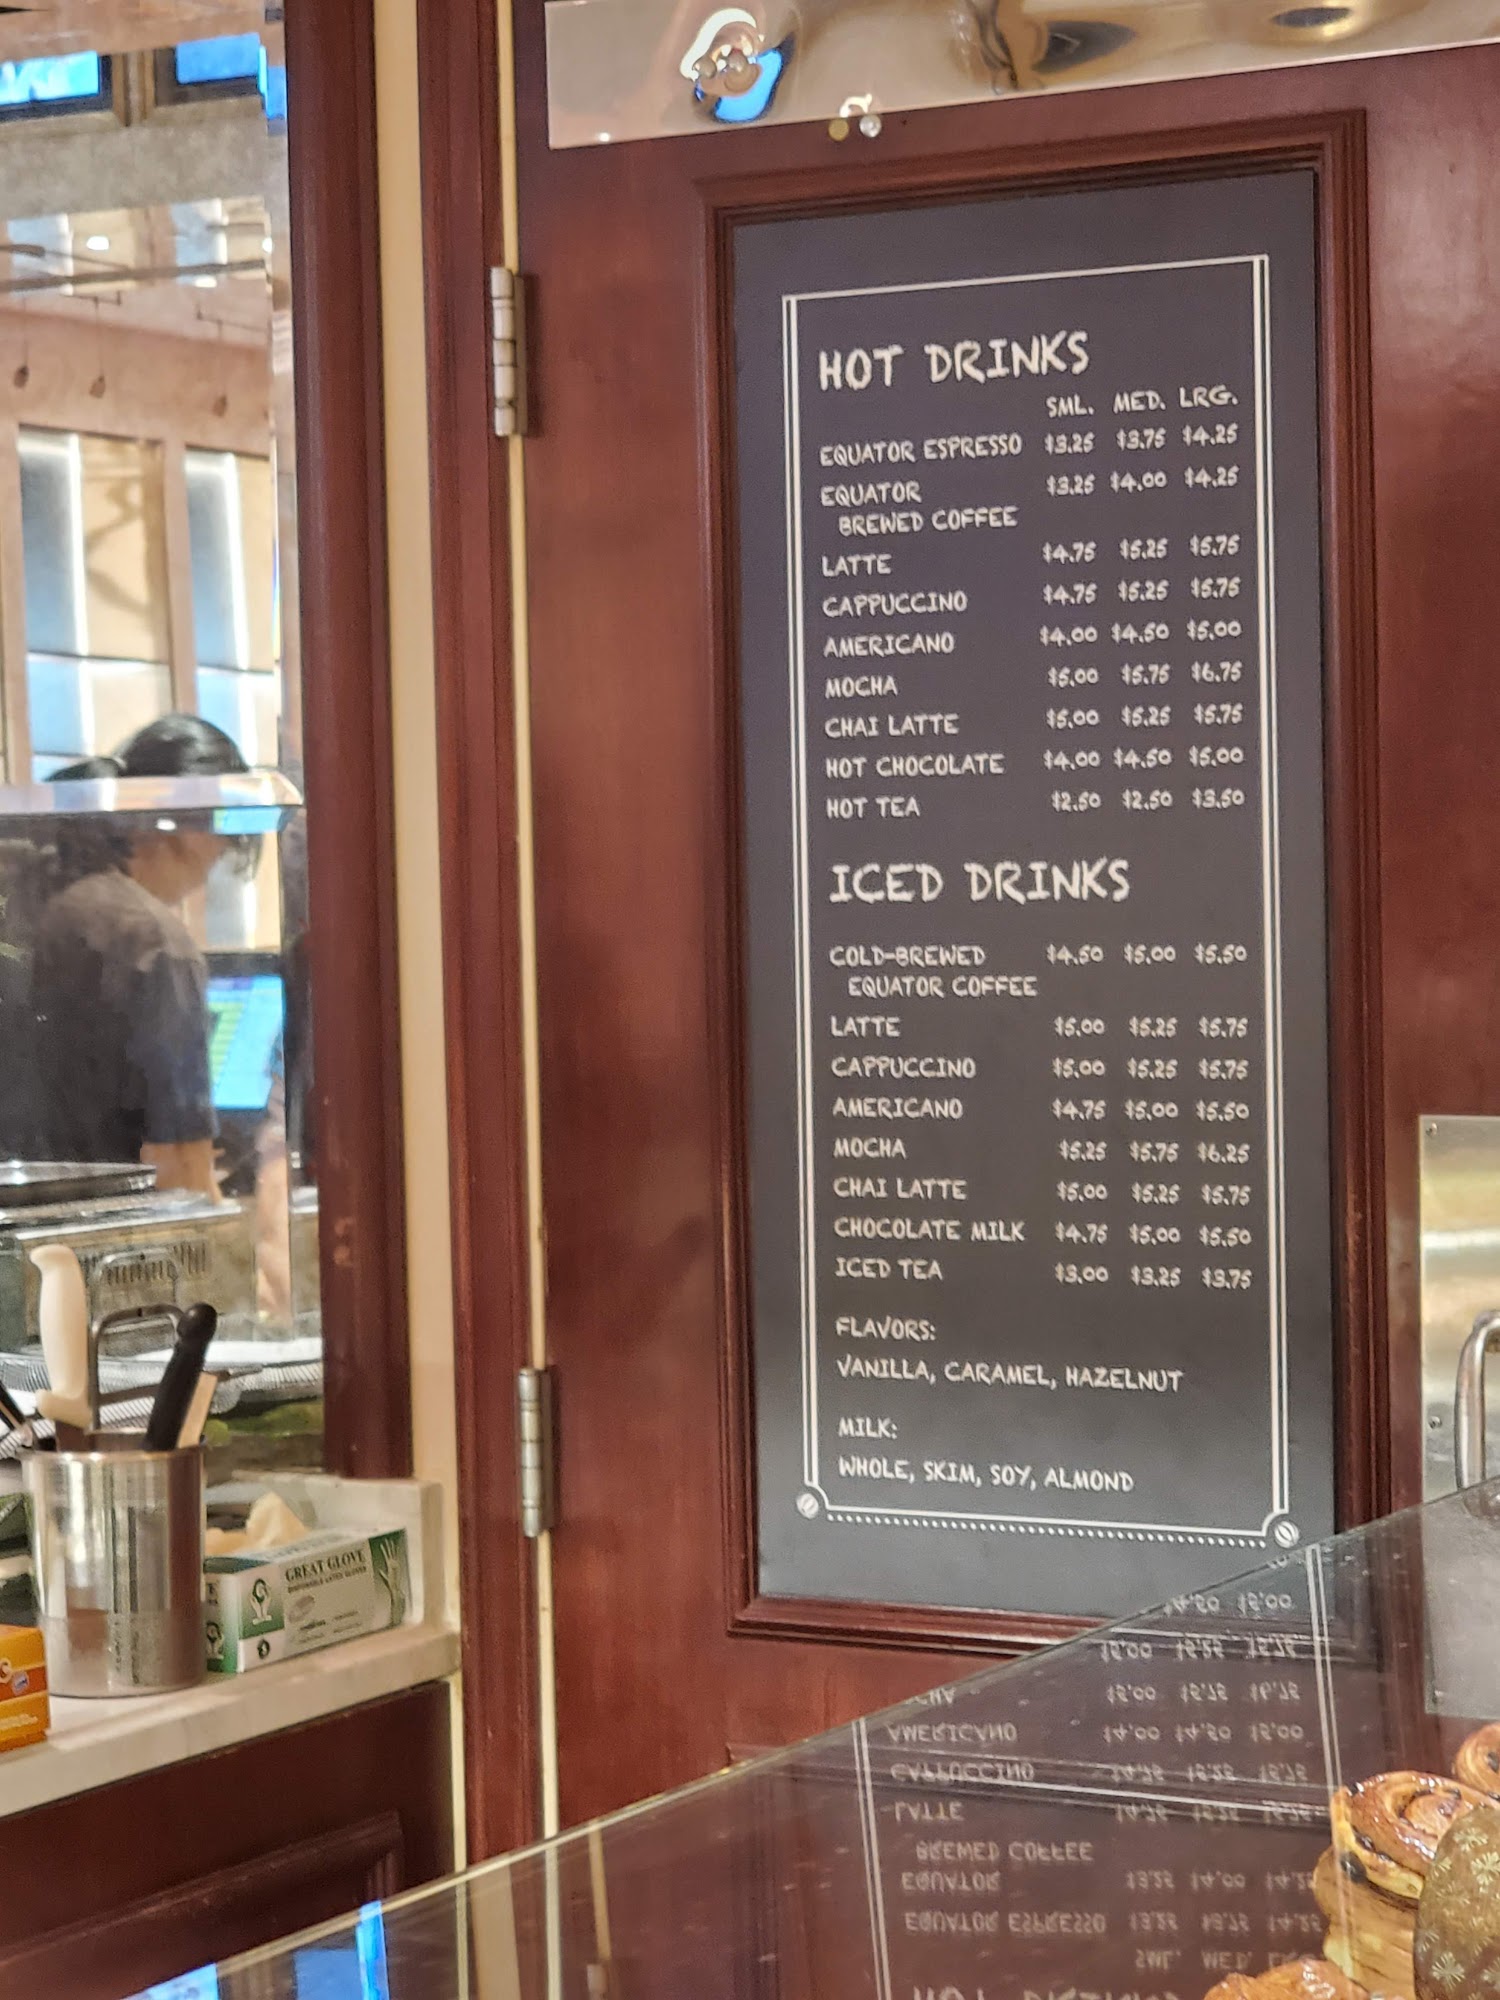 HOT DRINKS
SML. MED. LRG.
EQUATOR ESPRESSO $3.25 $3.75 $4.25
EQUATOR $3.25 $4.00 $4.25
BREWED COFFEE
LATTE $4.75 $5.25 $5.75
CAPPUCCINO $4.75 $5.25 $5.75
AMERICANO $4.00 $4.50 $5.00
MOCHA $5.00 $5.75 $6.75
CHAI LATTE $5.00 $5.25 $5.75
HOT CHOCOLATE $4.00 $4.50 $5.00
HOT TEA $2.50 $2.50 $3.50
ICED DRINKS
COLD-BREWED $4.50 $5.00 $5.50
EQUATOR COFFEE
LATTE $5.00 $5.25 $5.75
CAPPUCCINO $5.00 $5.25 $5.75
AMERICANO $4.75 $5.00 $5.50
MOCHA $5.25 $5.75 $6.25
CHAI LATTE $5.00 $5.25 $5.75
CHOCOLATE MILK $4.75 $5.00 $5.50
ICED TEA $3.00 $3.25 $3.75
FLAVORS:
VANILLA, CARAMEL, HAZELNUT
MILK:
WHOLE, SKIM, SOY, ALMOND
GREAT GLOVE
DISPOSABLE LATEX GLOVES